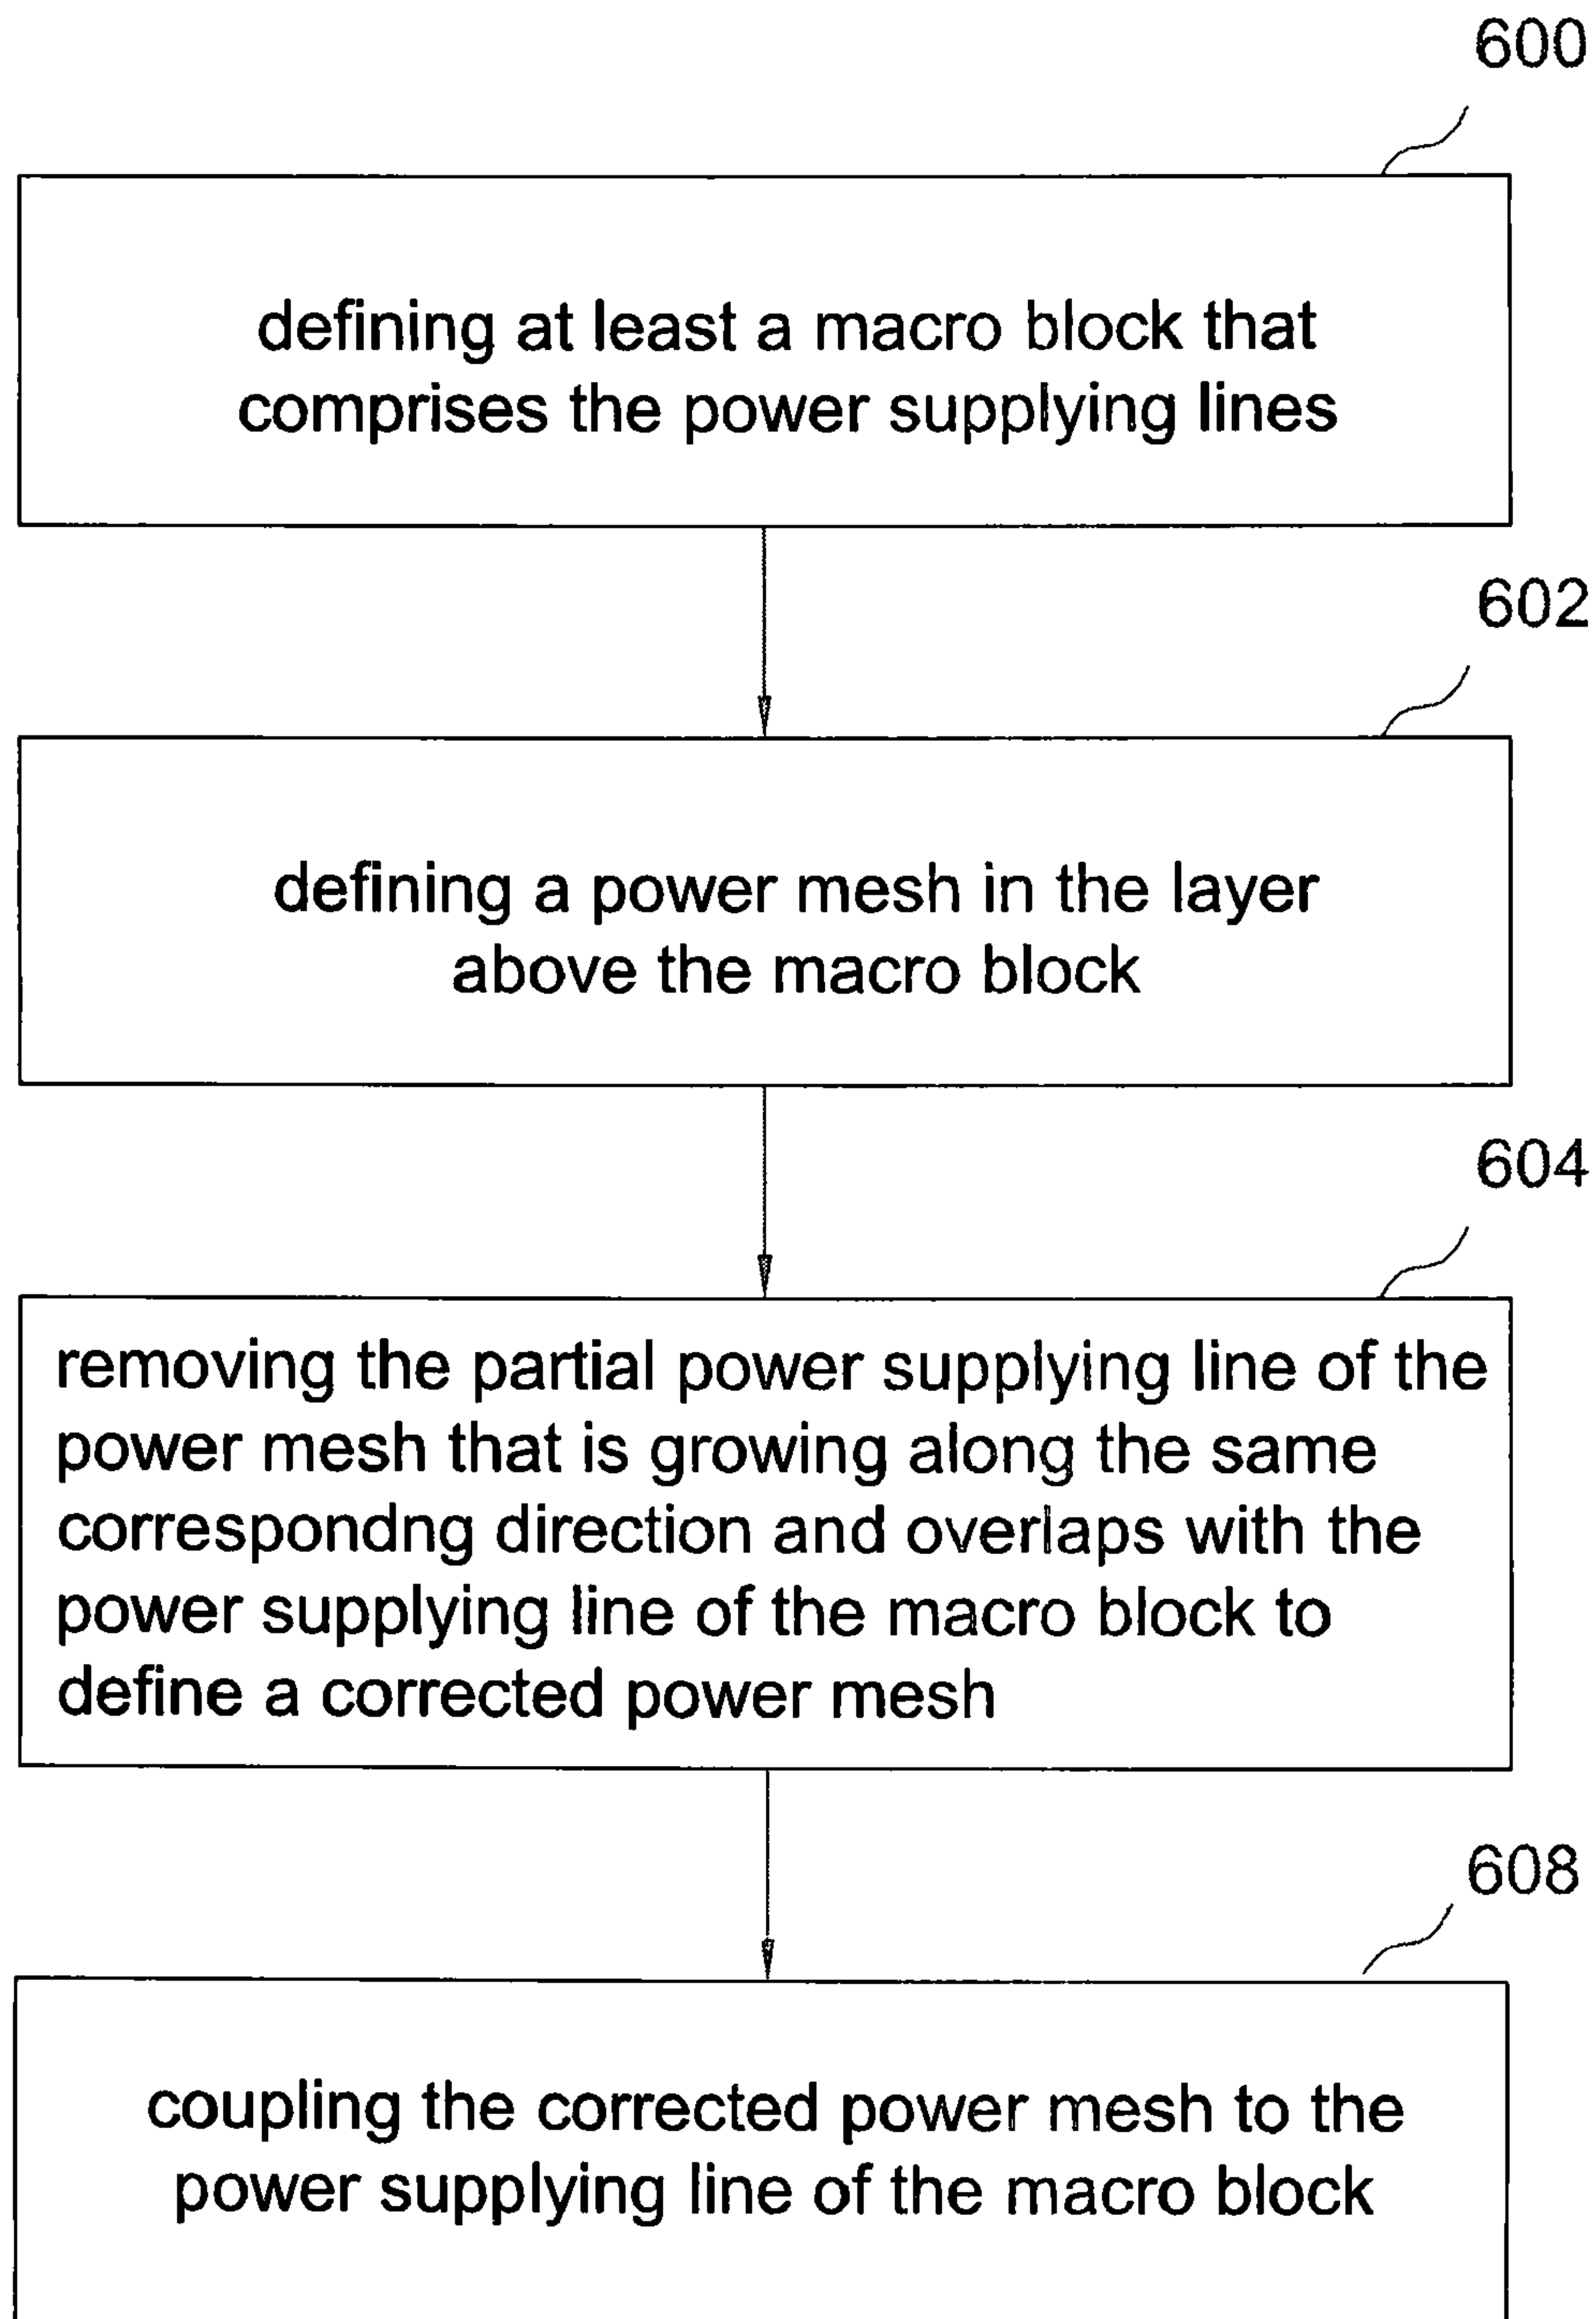 600
defining at least a macro block that
comprises the power supplying lines
602
defining a power mesh in the layer
above the macro block
604
removing the partial power supplying line of the
power mesh that is growing along the same
correspondng direction and overlaps with the
power supplying line of the macro block to
define a corrected power mesh
608
coupling the corrected power mesh to the
power supplying line of the macro block